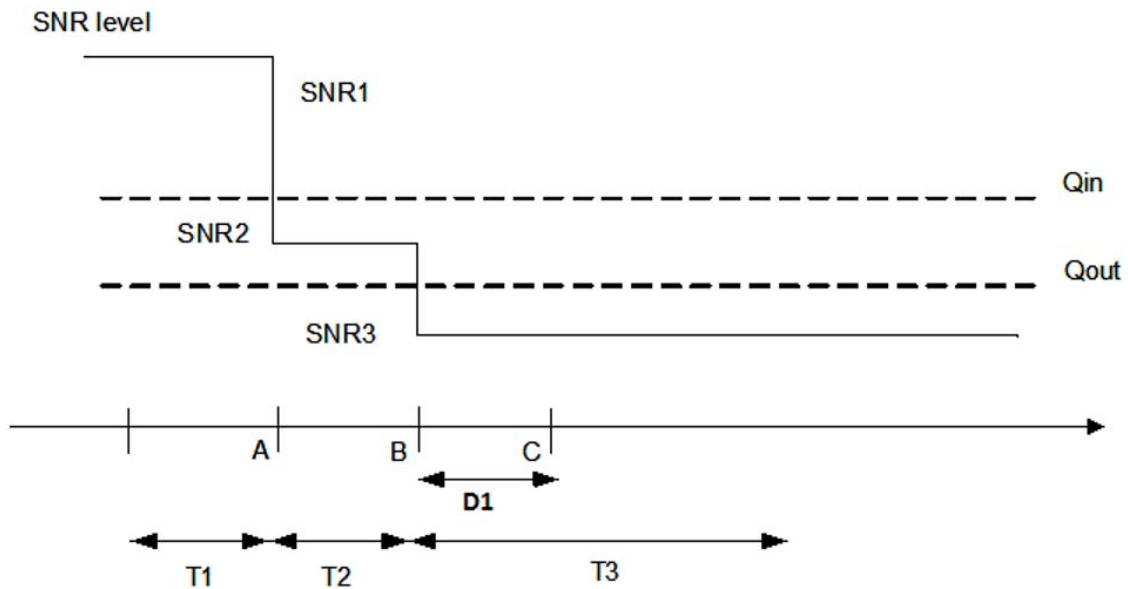 SNR level
SNR1
Qin
SNR2
Qout
SNR3
A
B
C
D1
T1
T2
T3